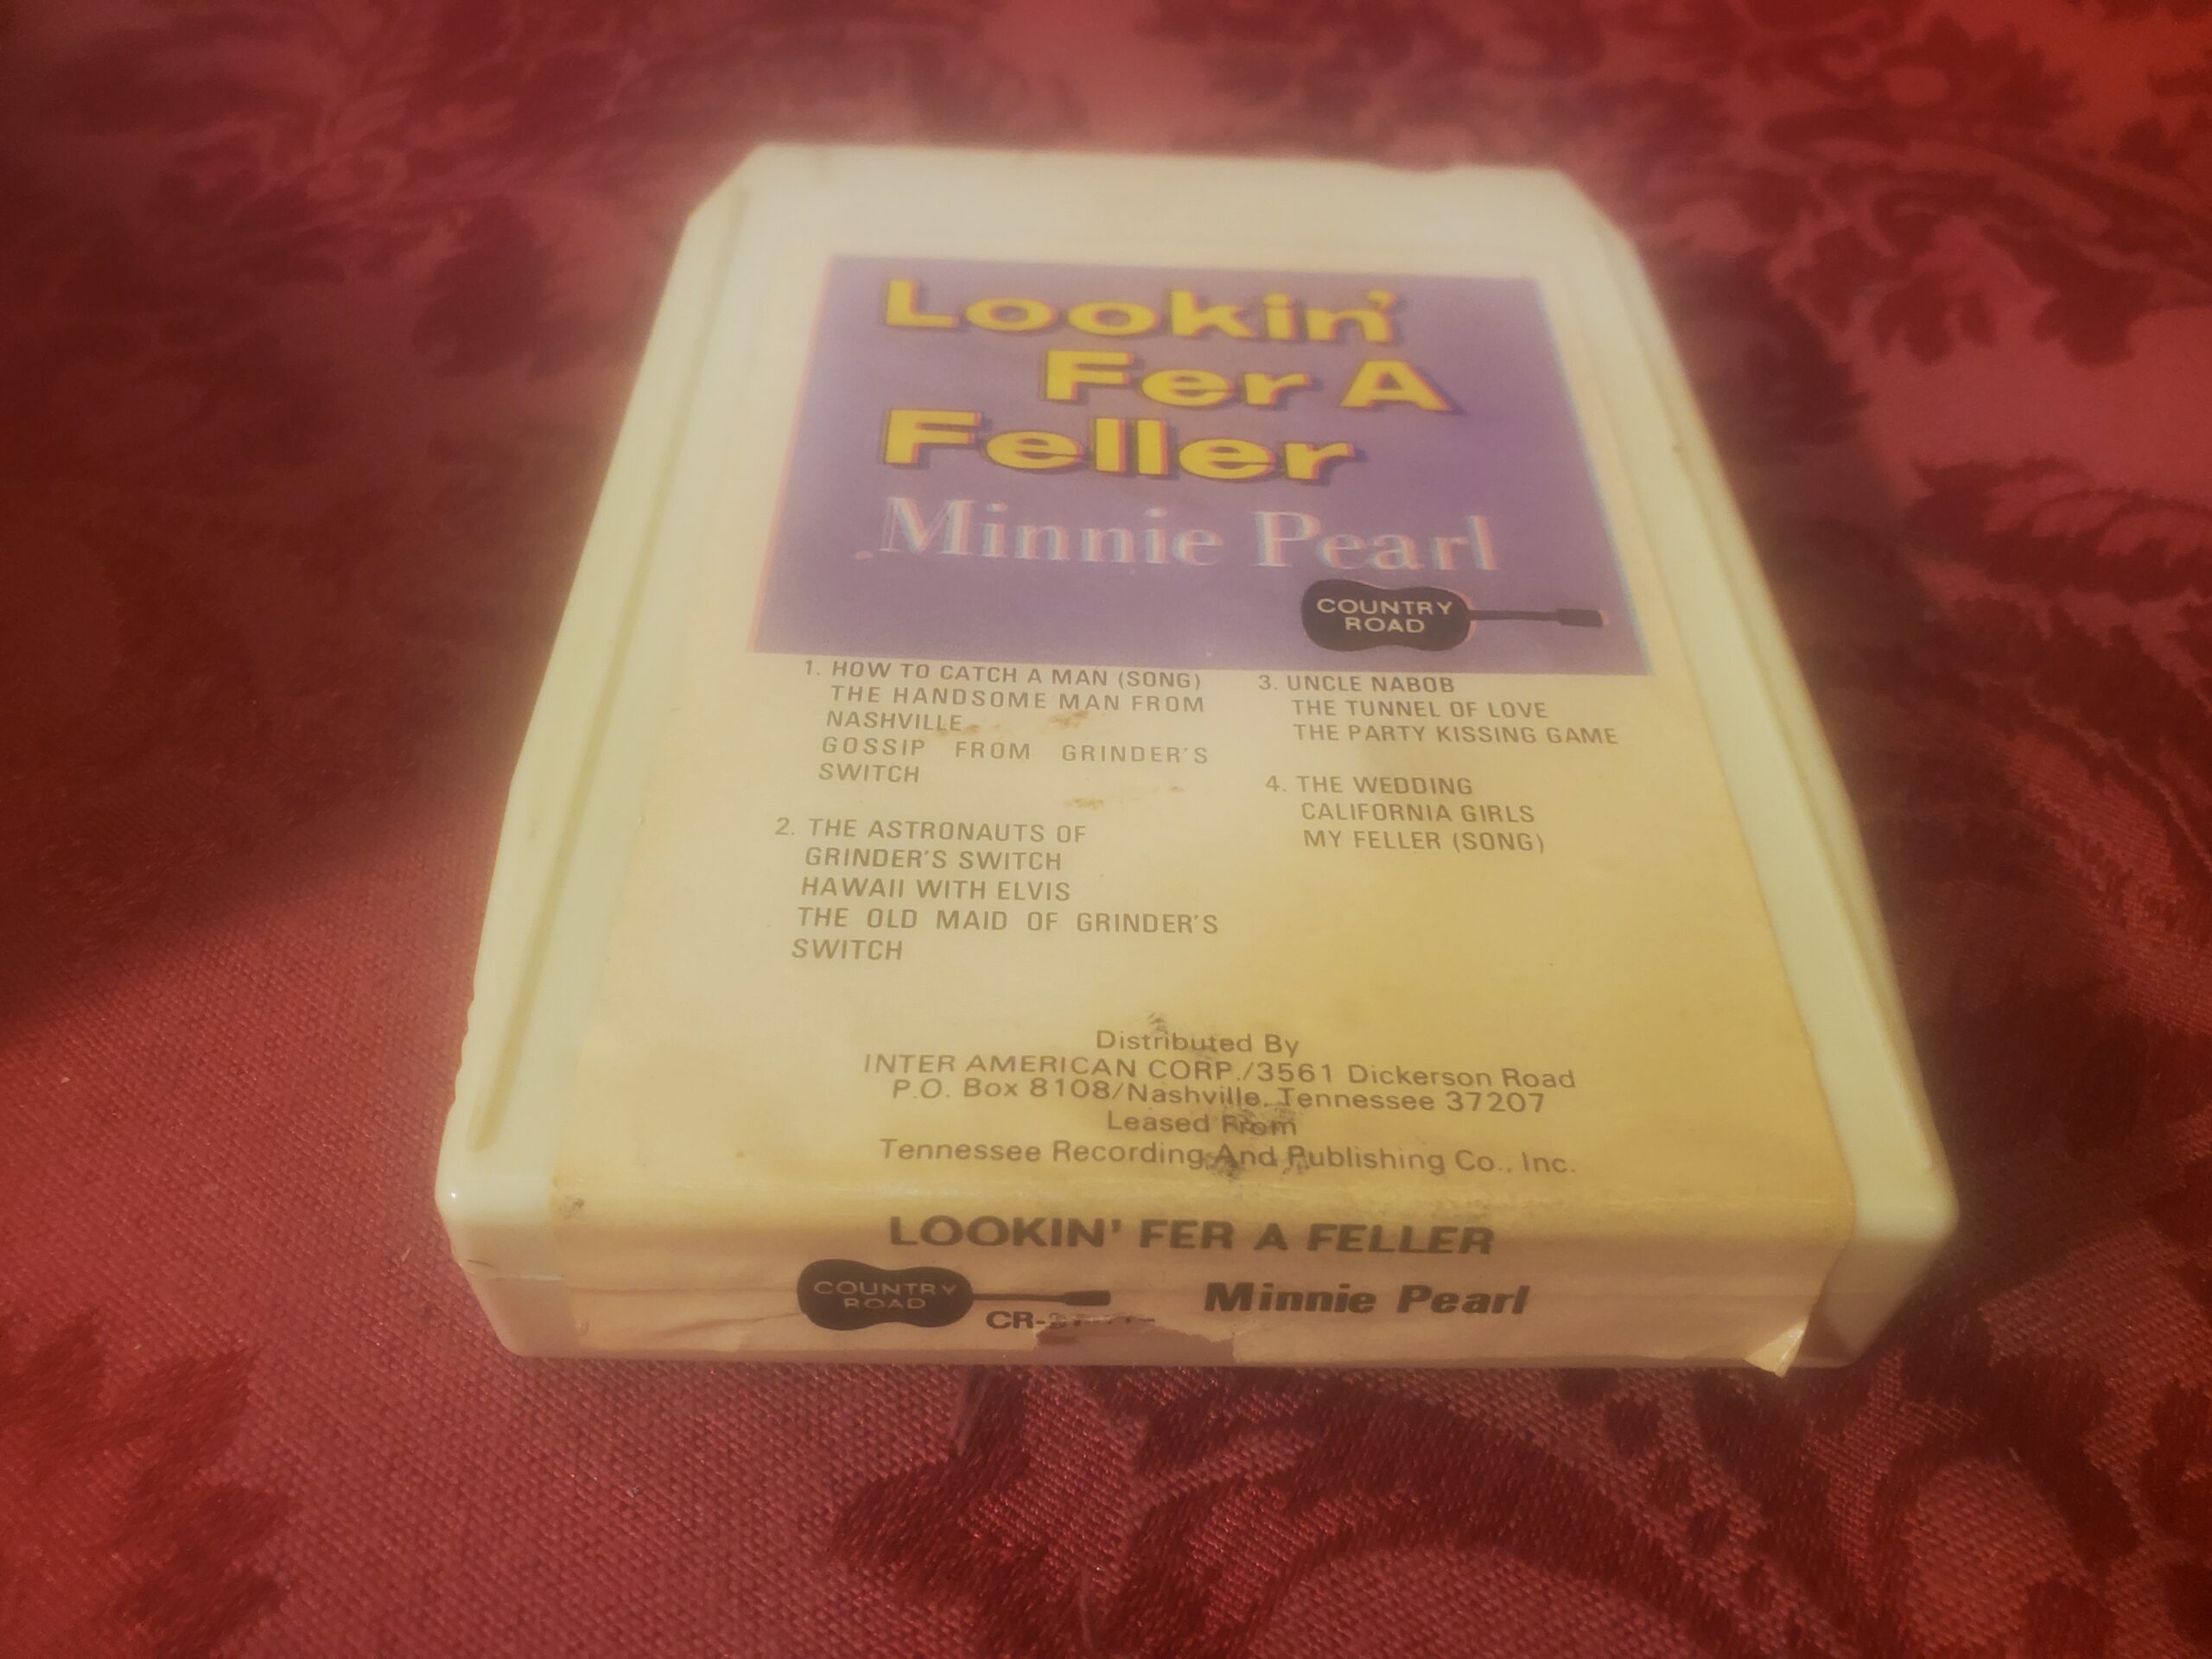 Lookin'
Fer A
Feller
Minnie Pearl
COUNTRY
ROAD
1. HOW TO CATCH A MAN (SONG)
THE HANDSOME MAN FROM
NASHVILLE
GOSSIP FROM GRINDER'S
SWITCH
2. THE ASTRONAUTS OF
GRINDER'S SWITCH
HAWAII WITH ELVIS
THE OLD MAID OF GRINDER'S
SWITCH
3. UNCLE NABOB
THE TUNNEL OF LOVE
THE PARTY KISSING GAME
4. THE WEDDING
CALIFORNIA GIRLS
MY FELLER (SONG)
Distributed By
INTER AMERICAN CORP./3561 Dickerson Road
P.O. Box 8108/Nashville, Tennessee 37207
Leased From
Tennessee Recording And Publishing Co., Inc.
LOOKIN' FER A FELLER
COUNTRY
ROAD
Minnie Pearl